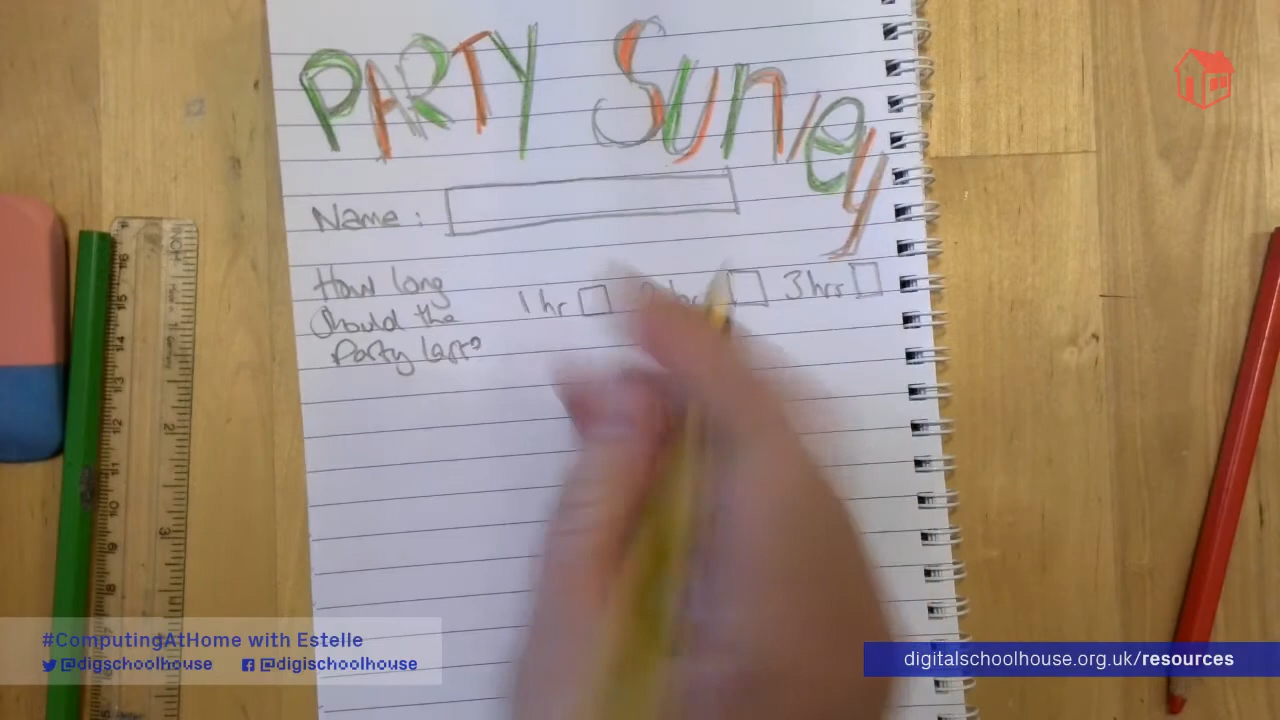 PARTY Survey
Name:
How long
should the
party last?
1 hr
3 hrs
#ComputingAtHome with Estelle
@digschoolhouse
@digischoolhouse
digitalschoolhouse.org.uk/resources